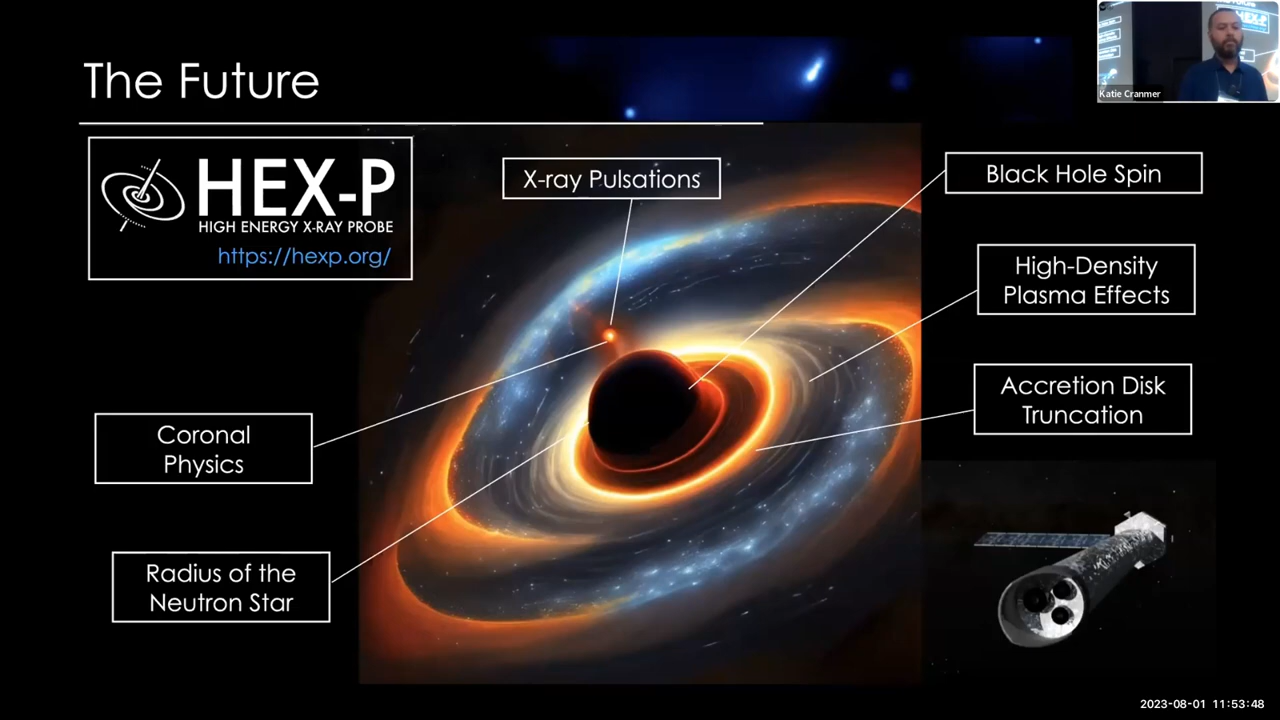 The Future
HEX-P
HIGH ENERGY X-RAY PROBE
https://hexp.org/
X-ray Pulsations
Black Hole Spin
High-Density
Plasma Effects
Accretion Disk
Truncation
Coronal
Physics
Radius of the
Neutron Star
Katie Cranmer
HEX-P
2023-08-01 11:53:48